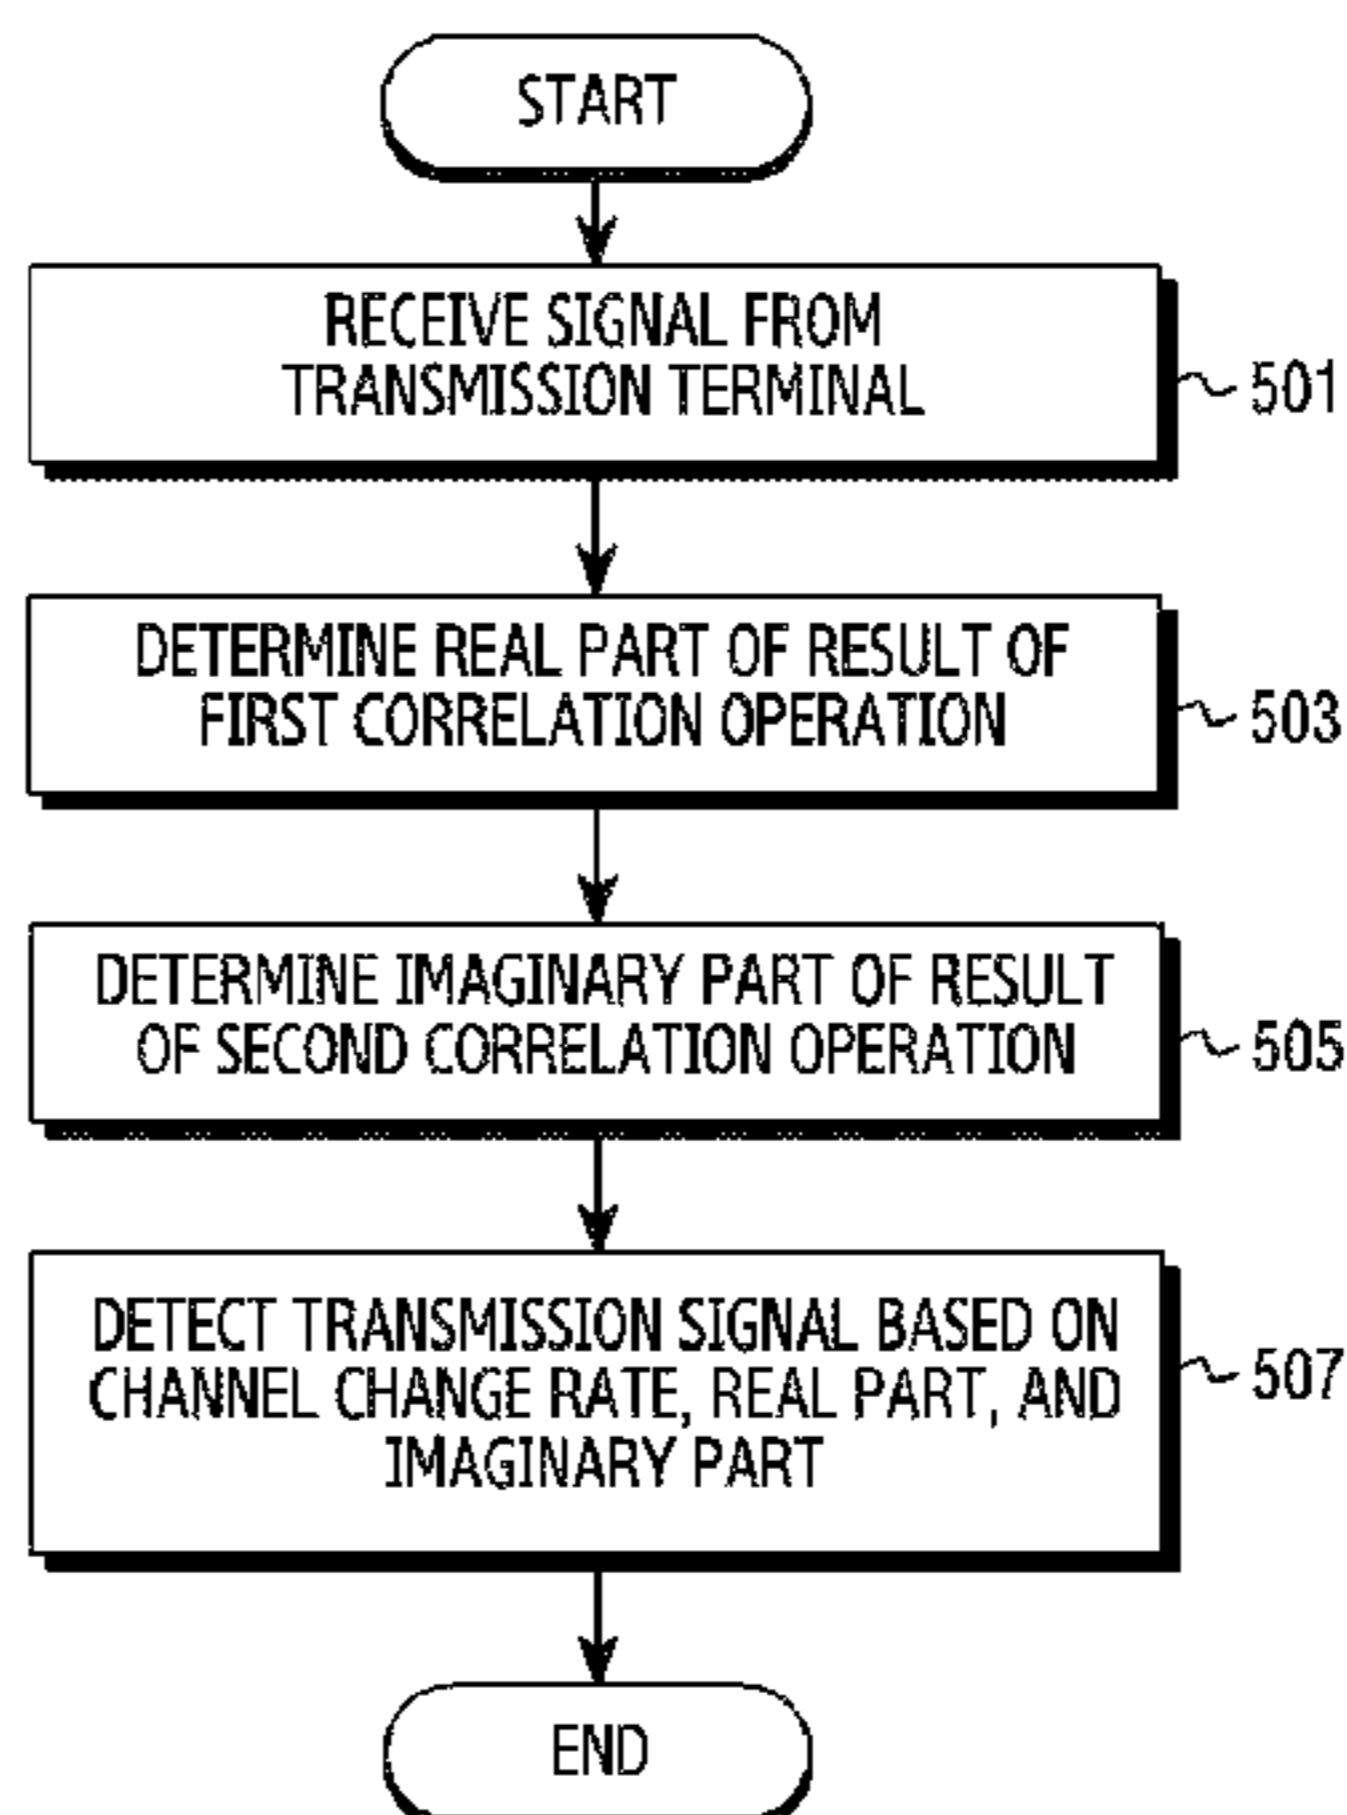 START
RECEIVE SIGNAL FROM
TRANSMISSION TERMINAL
501
DETERMINE REAL PART OF RESULT OF
FIRST CORRELATION OPERATION
503
DETERMINE IMAGINARY PART OF RESULT
OF SECOND CORRELATION OPERATION
505
DETECT TRANSMISSION SIGNAL BASED ON
CHANNEL CHANGE RATE, REAL PART, AND
IMAGINARY PART
507
END